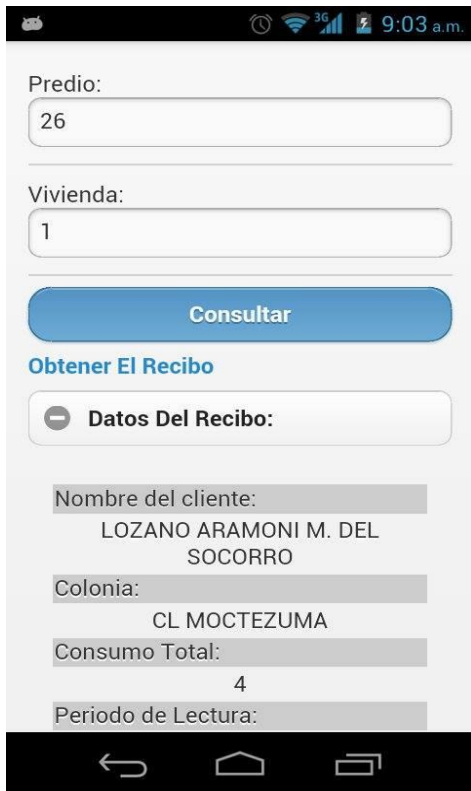 3G 9:03 a.m.
Predio:
26
Vivienda:
1
Consultar
Obtener El Recibo
Datos Del Recibo:
Nombre del cliente:
LOZANO ARAMONI M. DEL
SOCORRO
Colonia:
CL MOCTEZUMA
Consumo Total:
4
Periodo de Lectura: